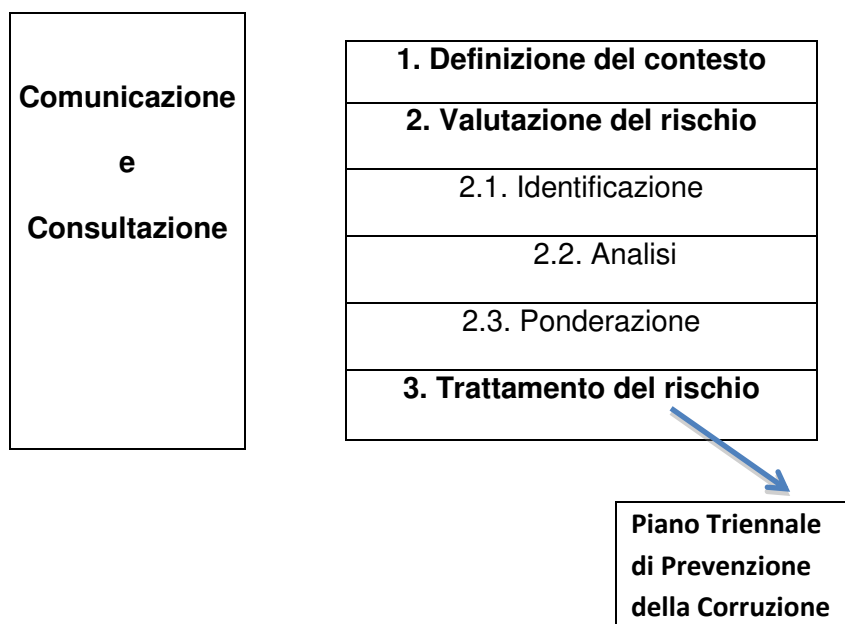 Comunicazione
e
Consultazione
1. Definizione del contesto
2. Valutazione del rischio
2.1. Identificazione
2.2. Analisi
2.3. Ponderazione
3. Trattamento del rischio
Piano Triennale
di Prevenzione
della Corruzione